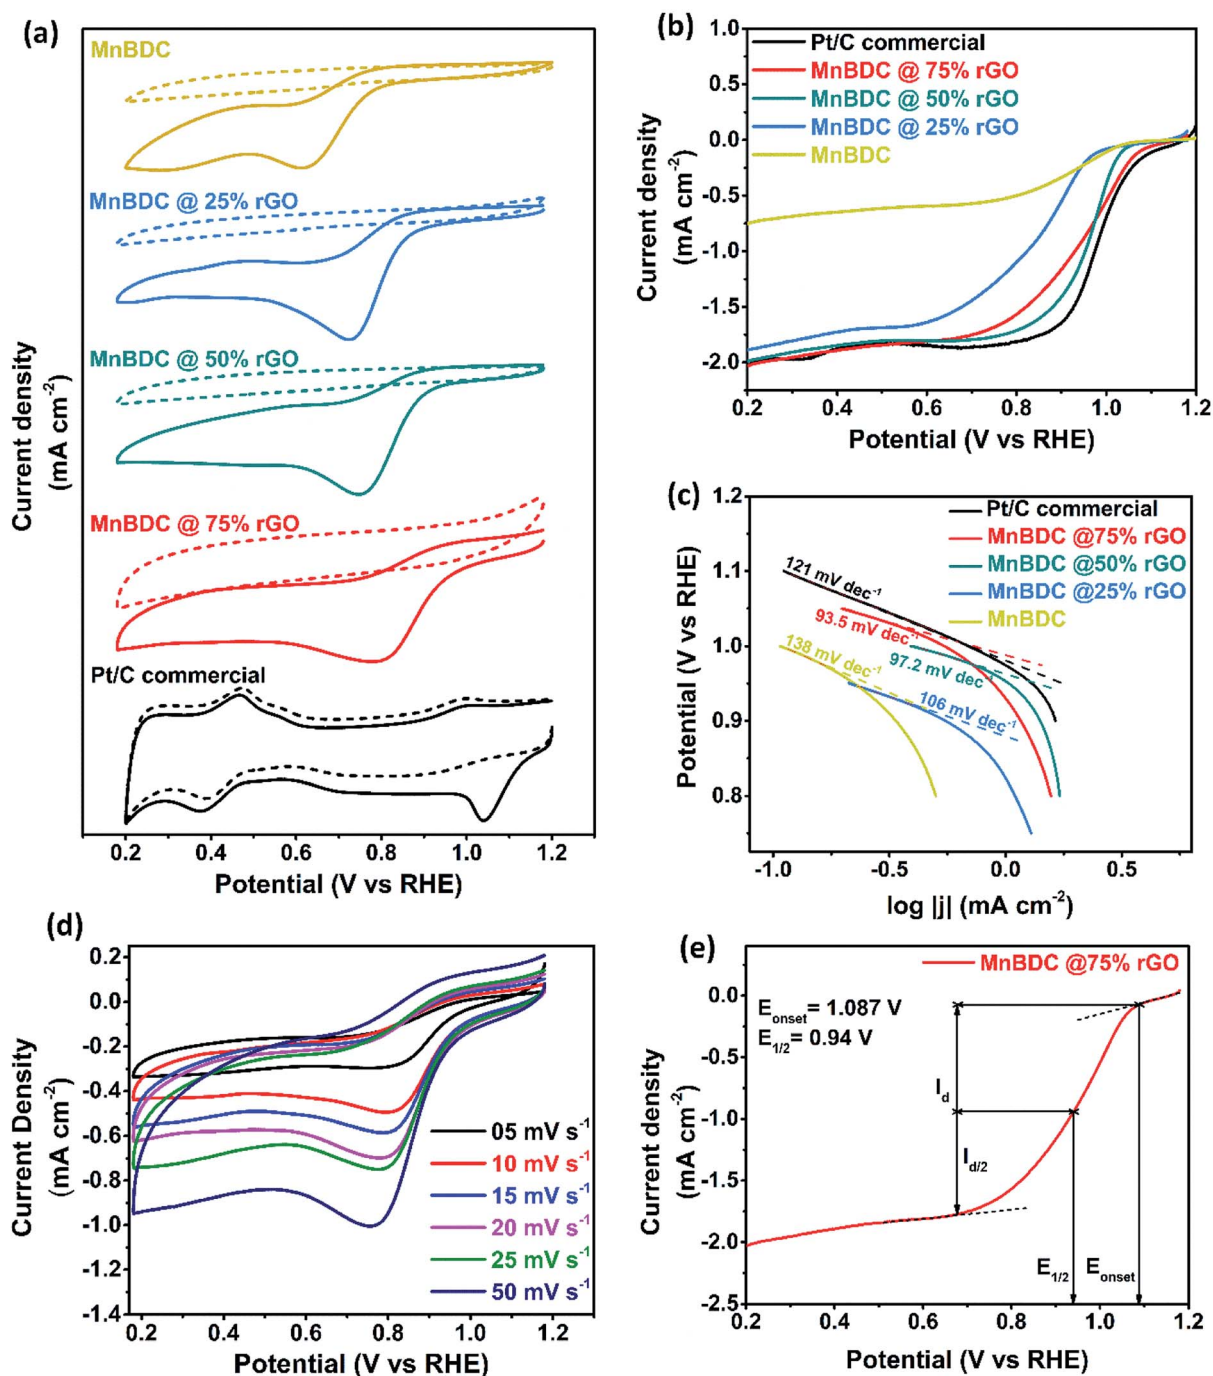 (a)
MnBDC
MnBDC @ 25% rGO
MnBDC @ 50% rGO
MnBDC @ 75% rGO
Pt/C commercial
Current density
(mA cm⁻²)
0.2 0.4 0.6 0.8 1.0 1.2
Potential (V vs RHE)
(b)
Pt/C commercial
MnBDC @ 75% rGO
MnBDC @ 50% rGO
MnBDC @ 25% rGO
MnBDC
1.0
0.5
0.0
-0.5
-1.0
-1.5
-2.0
Current density
(mA cm⁻²)
0.2 0.4 0.6 0.8 1.0 1.2
Potential (V vs RHE)
(c)
Pt/C commercial
MnBDC @75% rGO
MnBDC @50% rGO
MnBDC @25% rGO
MnBDC
121 mV dec⁻¹
93.5 mV dec⁻¹
138 mV dec⁻¹
97.2 mV dec⁻¹
106 mV dec⁻¹
1.2
1.1
1.0
0.9
0.8
Potential (V vs RHE)
-1.0 -0.5 0.0 0.5
log |j| (mA cm⁻²)
(d)
0.2
0.0
-0.2
-0.4
-0.6
-0.8
-1.0
-1.2
-1.4
Current Density
(mA cm⁻²)
05 mV s⁻¹
10 mV s⁻¹
15 mV s⁻¹
20 mV s⁻¹
25 mV s⁻¹
50 mV s⁻¹
0.2 0.4 0.6 0.8 1.0 1.2
Potential (V vs RHE)
(e)
MnBDC @75% rGO
E_onset = 1.087 V
E_1/2 = 0.94 V
I_d
I_d/2
E_1/2 E_onset
0.0
-0.5
-1.0
-1.5
-2.0
-2.5
Current density
(mA cm⁻²)
0.2 0.4 0.6 0.8 1.0 1.2
Potential (V vs RHE)